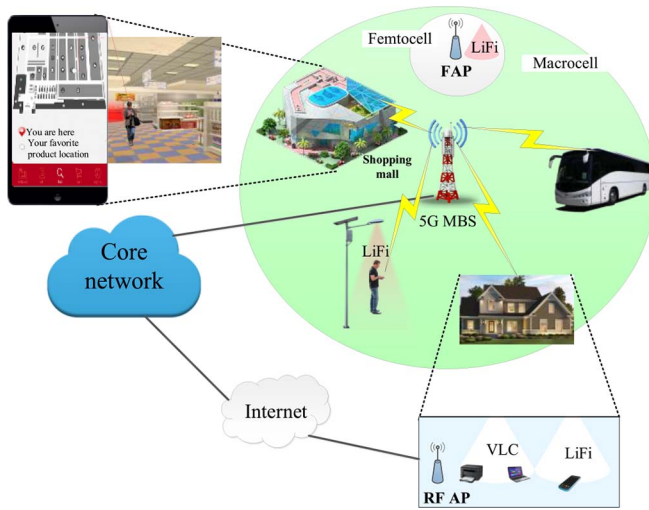 Femtocell
LiFi
FAP
Macrocell
You are here
Your favorite
product location
Shopping
mall
5G MBS
LiFi
Core
network
Internet
VLC
LiFi
RF AP